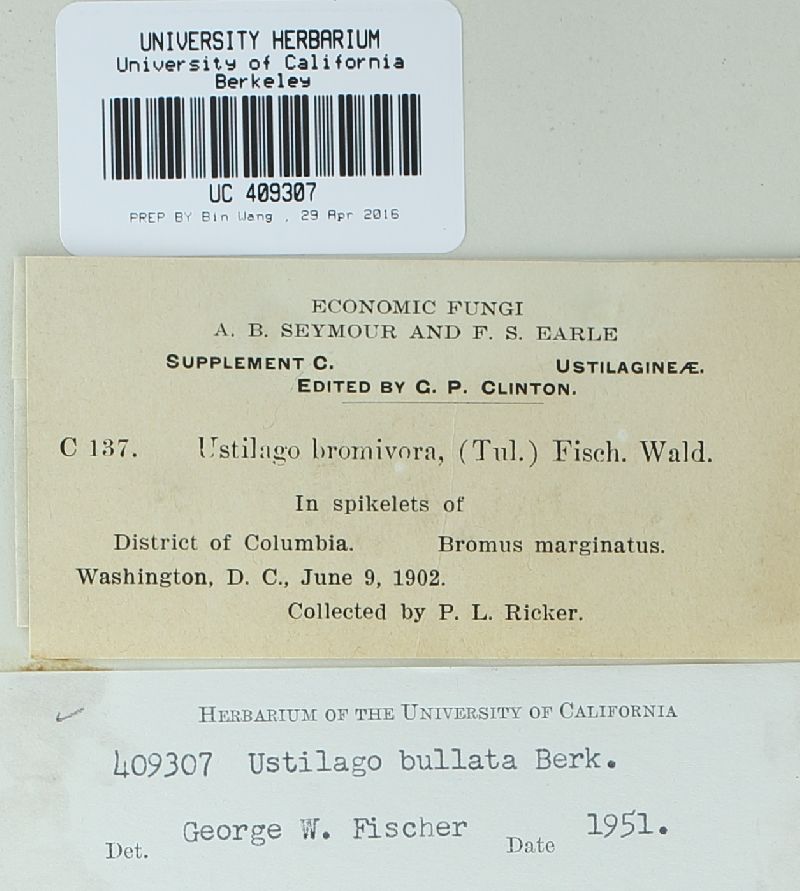 UNIVERSITY HERBARIUM
University of California
Berkeley
UC 409307
PREP BY Bin Wang , 29 Apr 2016
ECONOMIC FUNGI
A. B. SEYMOUR AND F. S. EARLE
SUPPLEMENT C. USTILAGINEÆ.
EDITED BY G. P. CLINTON.
C 137. Ustilago bromivora, (Tul.) Fisch. Wald.
In spikelets of
District of Columbia. Bromus marginatus.
Washington, D. C., June 9, 1902.
Collected by P. L. Ricker.
HERBARIUM OF THE UNIVERSITY OF CALIFORNIA
409307 Ustilago bullata Berk.
Det. George W. Fischer Date 1951.